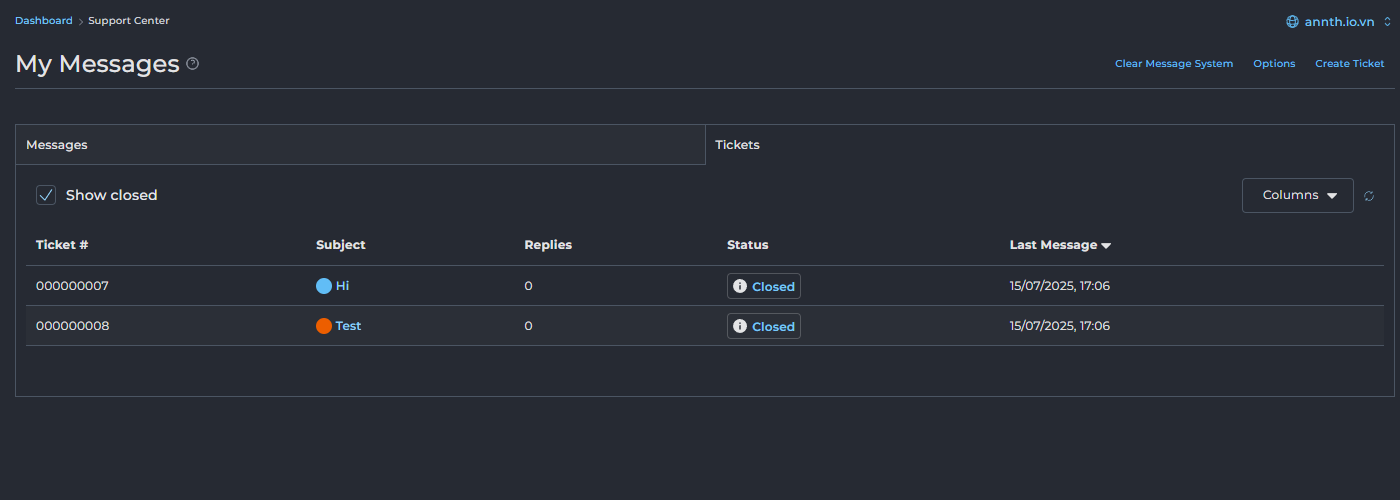 Dashboard > Support Center
annth.io.vn
My Messages
Clear Message System Options Create Ticket
Messages Tickets
Show closed Columns
Ticket # Subject Replies Status Last Message
000000007 Hi 0 Closed 15/07/2025, 17:06
000000008 Test 0 Closed 15/07/2025, 17:06